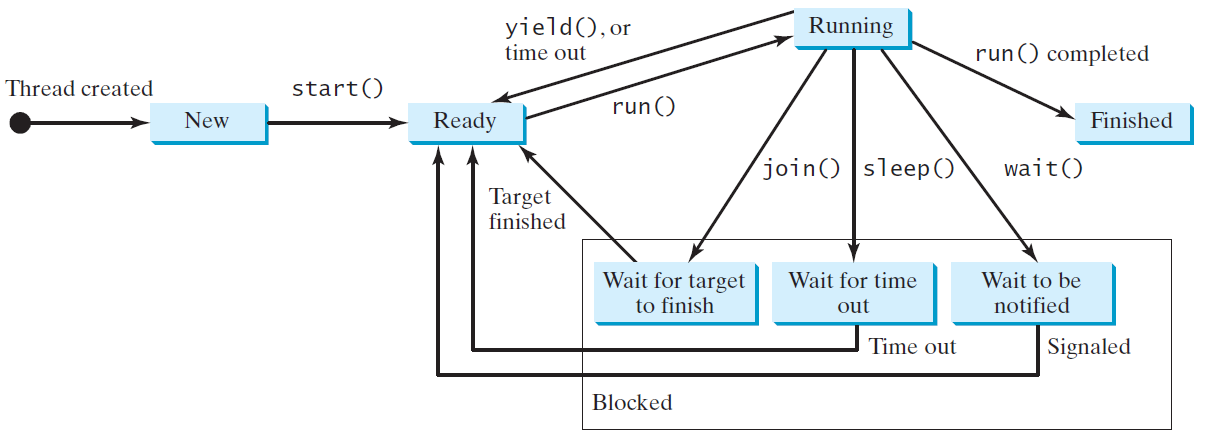 yield(), or
time out
Running
run() completed
Thread created
start()
run()
New
Ready
Finished
join()
sleep()
wait()
Target
finished
Wait for target
to finish
Wait for time
out
Wait to be
notified
Time out
Signaled
Blocked